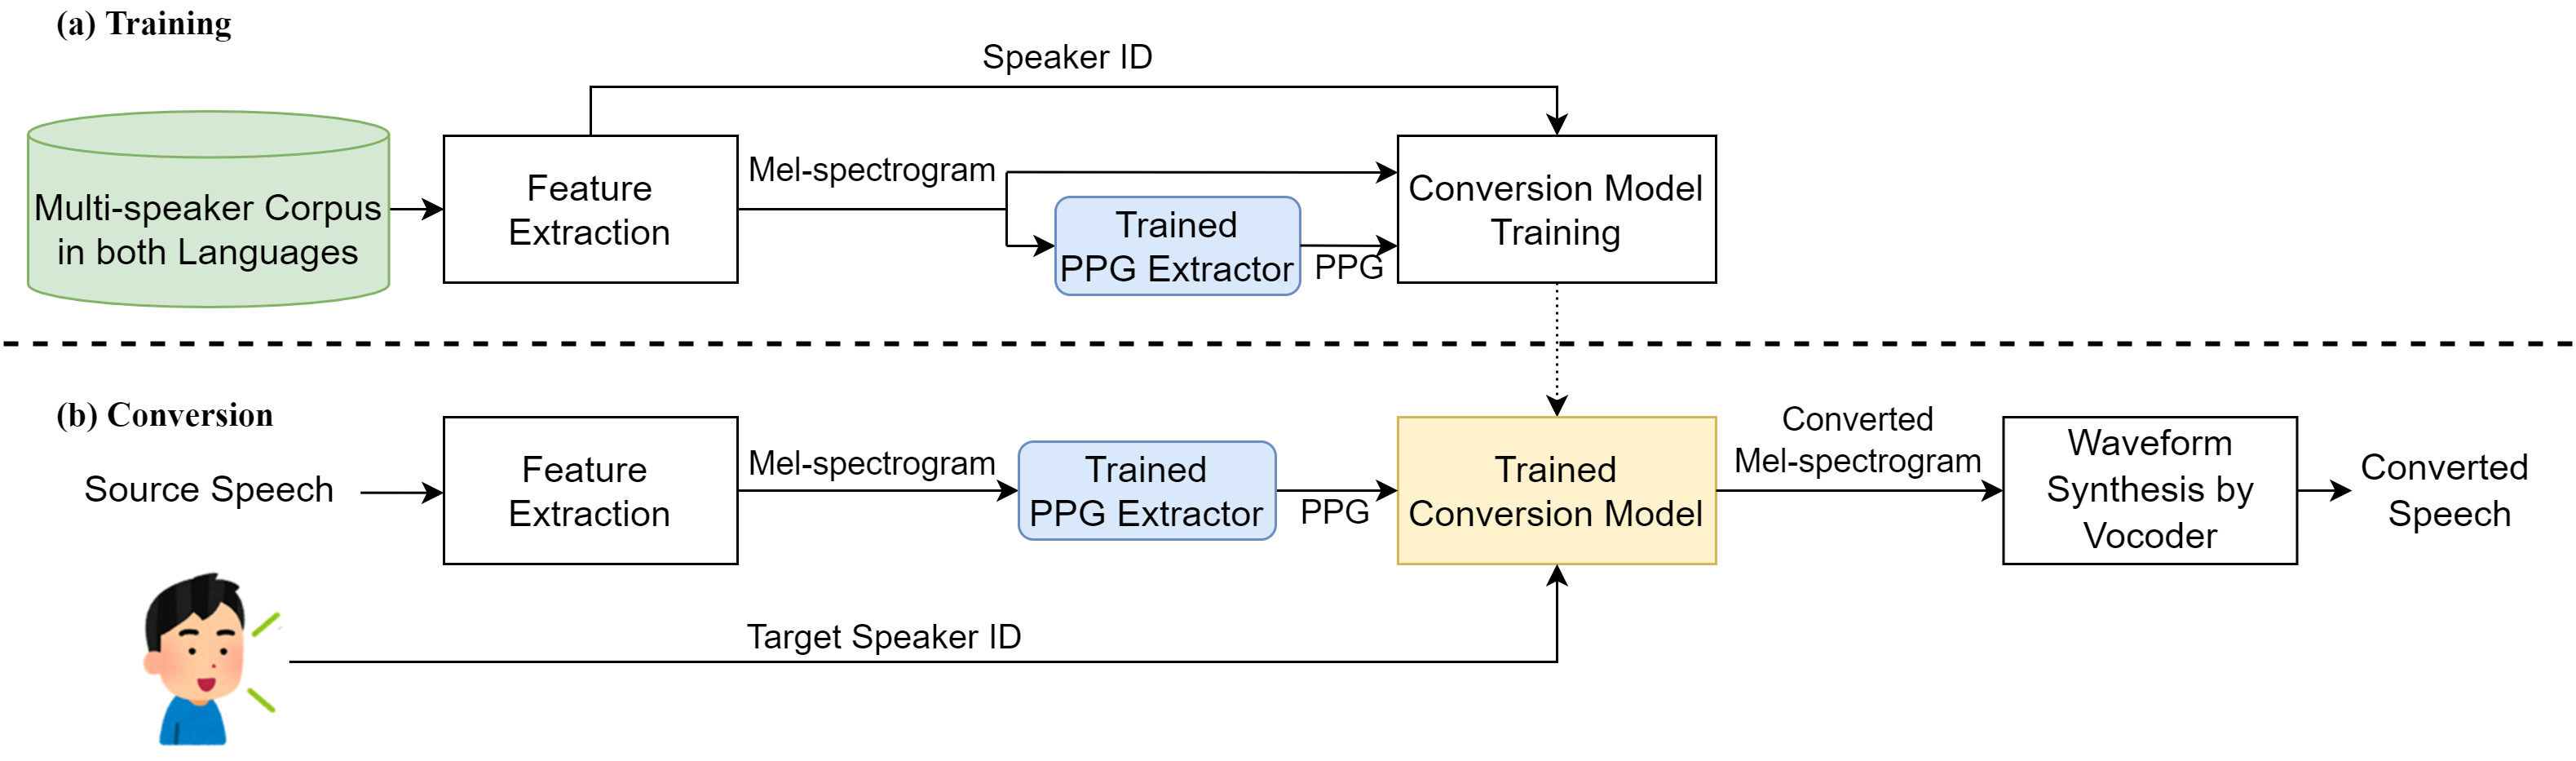 (a) Training
Speaker ID
Multi-speaker Corpus
in both Languages
Feature
Extraction
Mel-spectrogram
Trained
PPG Extractor
PPG
Conversion Model
Training
(b) Conversion
Source Speech
Feature
Extraction
Mel-spectrogram
Trained
PPG Extractor
PPG
Trained
Conversion Model
Converted
Mel-spectrogram
Waveform
Synthesis by
Vocoder
Converted
Speech
Target Speaker ID